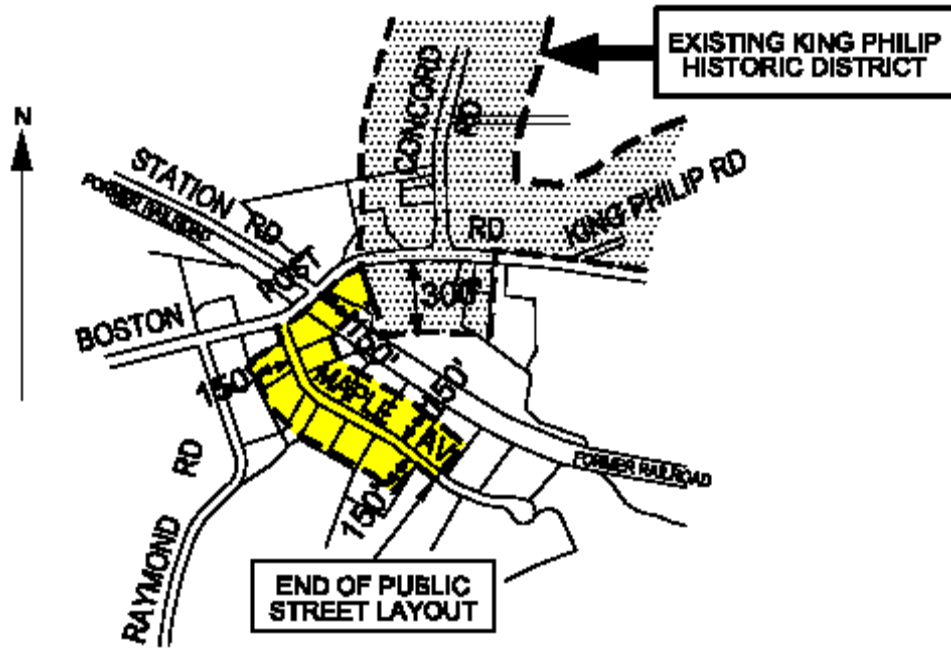 EXISTING KING PHILIP
HISTORIC DISTRICT
N
CONCORD
RD
STATION RD
FORMER RAILROAD
KING PHILIP RD
BOSTON
POST
RD
300'
150'
100'
150'
MAPLE AV
150'
RD
RAYMOND
FORMER RAILROAD
END OF PUBLIC
STREET LAYOUT